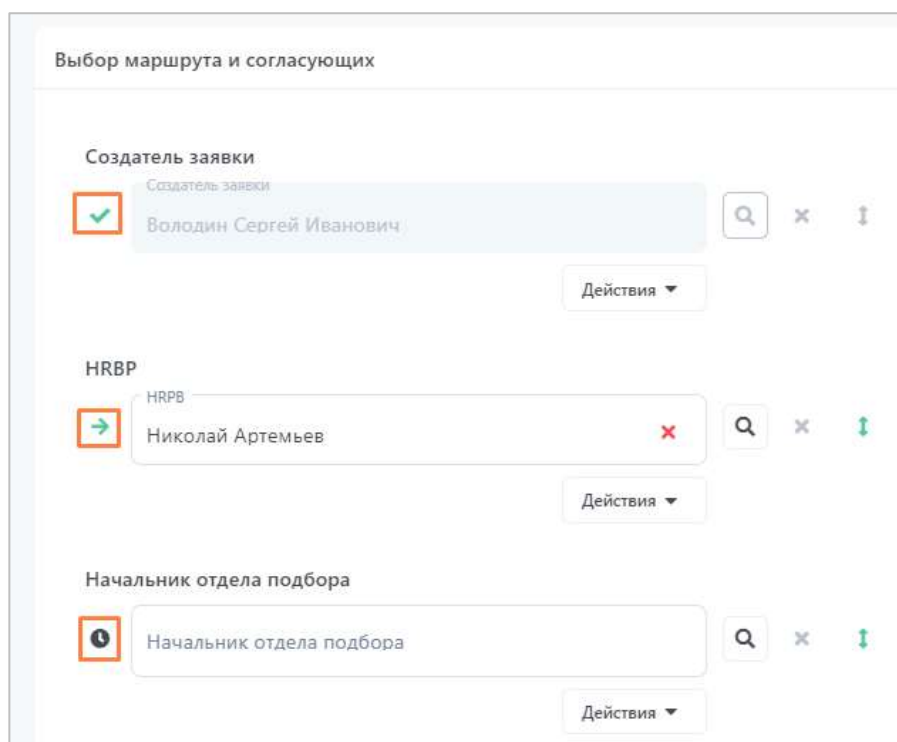 Выбор маршрута и согласующих
Создатель заявки
Создатель заявки
Володин Сергей Иванович
Действия
HRBP
HRPB
Николай Артемьев
Действия
Начальник отдела подбора
Начальник отдела подбора
Действия